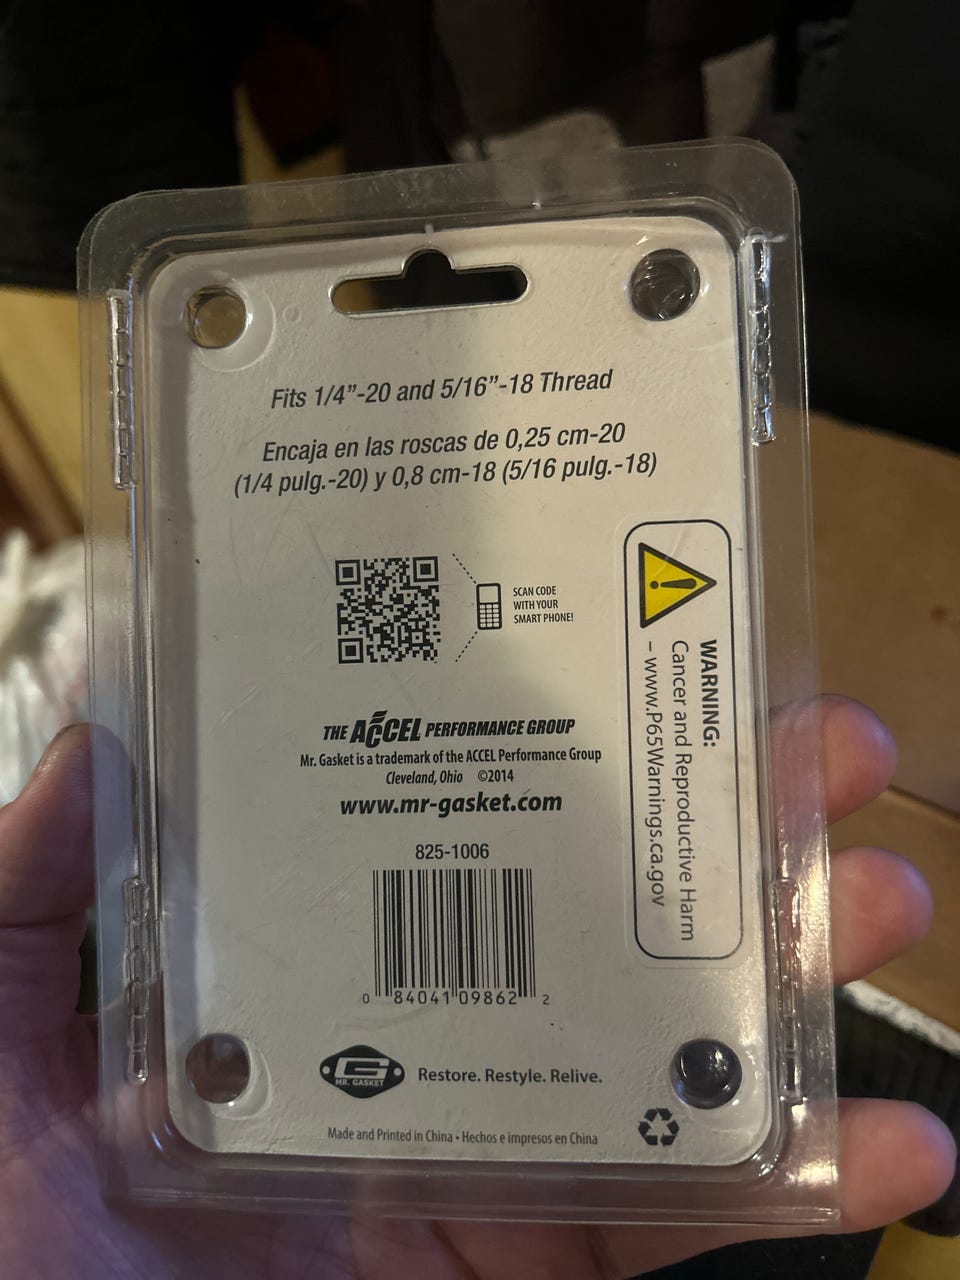 Fits 1/4”-20 and 5/16”-18 Thread
Encaja en las roscas de 0,25 cm-20
(1/4 pulg.-20) y 0,8 cm-18 (5/16 pulg.-18)
SCAN CODE
WITH YOUR
SMART PHONE!
WARNING:
Cancer and Reproductive Harm
– www.P65Warnings.ca.gov
THE ACCEL PERFORMANCE GROUP
Mr. Gasket is a trademark of the ACCEL Performance Group
Cleveland, Ohio ©2014
www.mr-gasket.com
825-1006
0 84041 09862 2
G
MR. GASKET
Restore. Restyle. Relive.
Made and Printed in China • Hechos e impresos en China